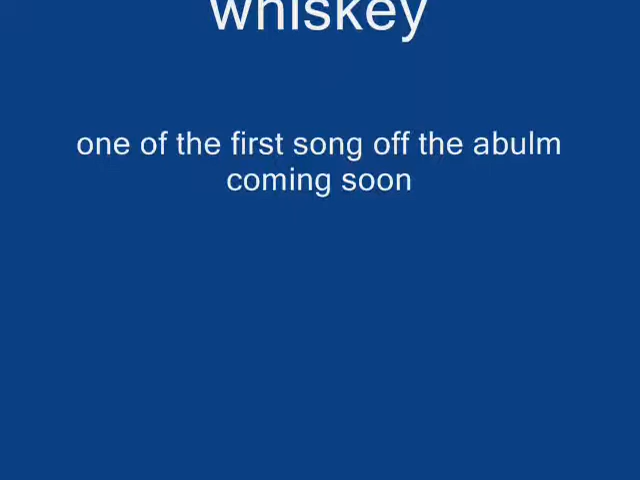 whiskey
one of the first song off the abulm
coming soon